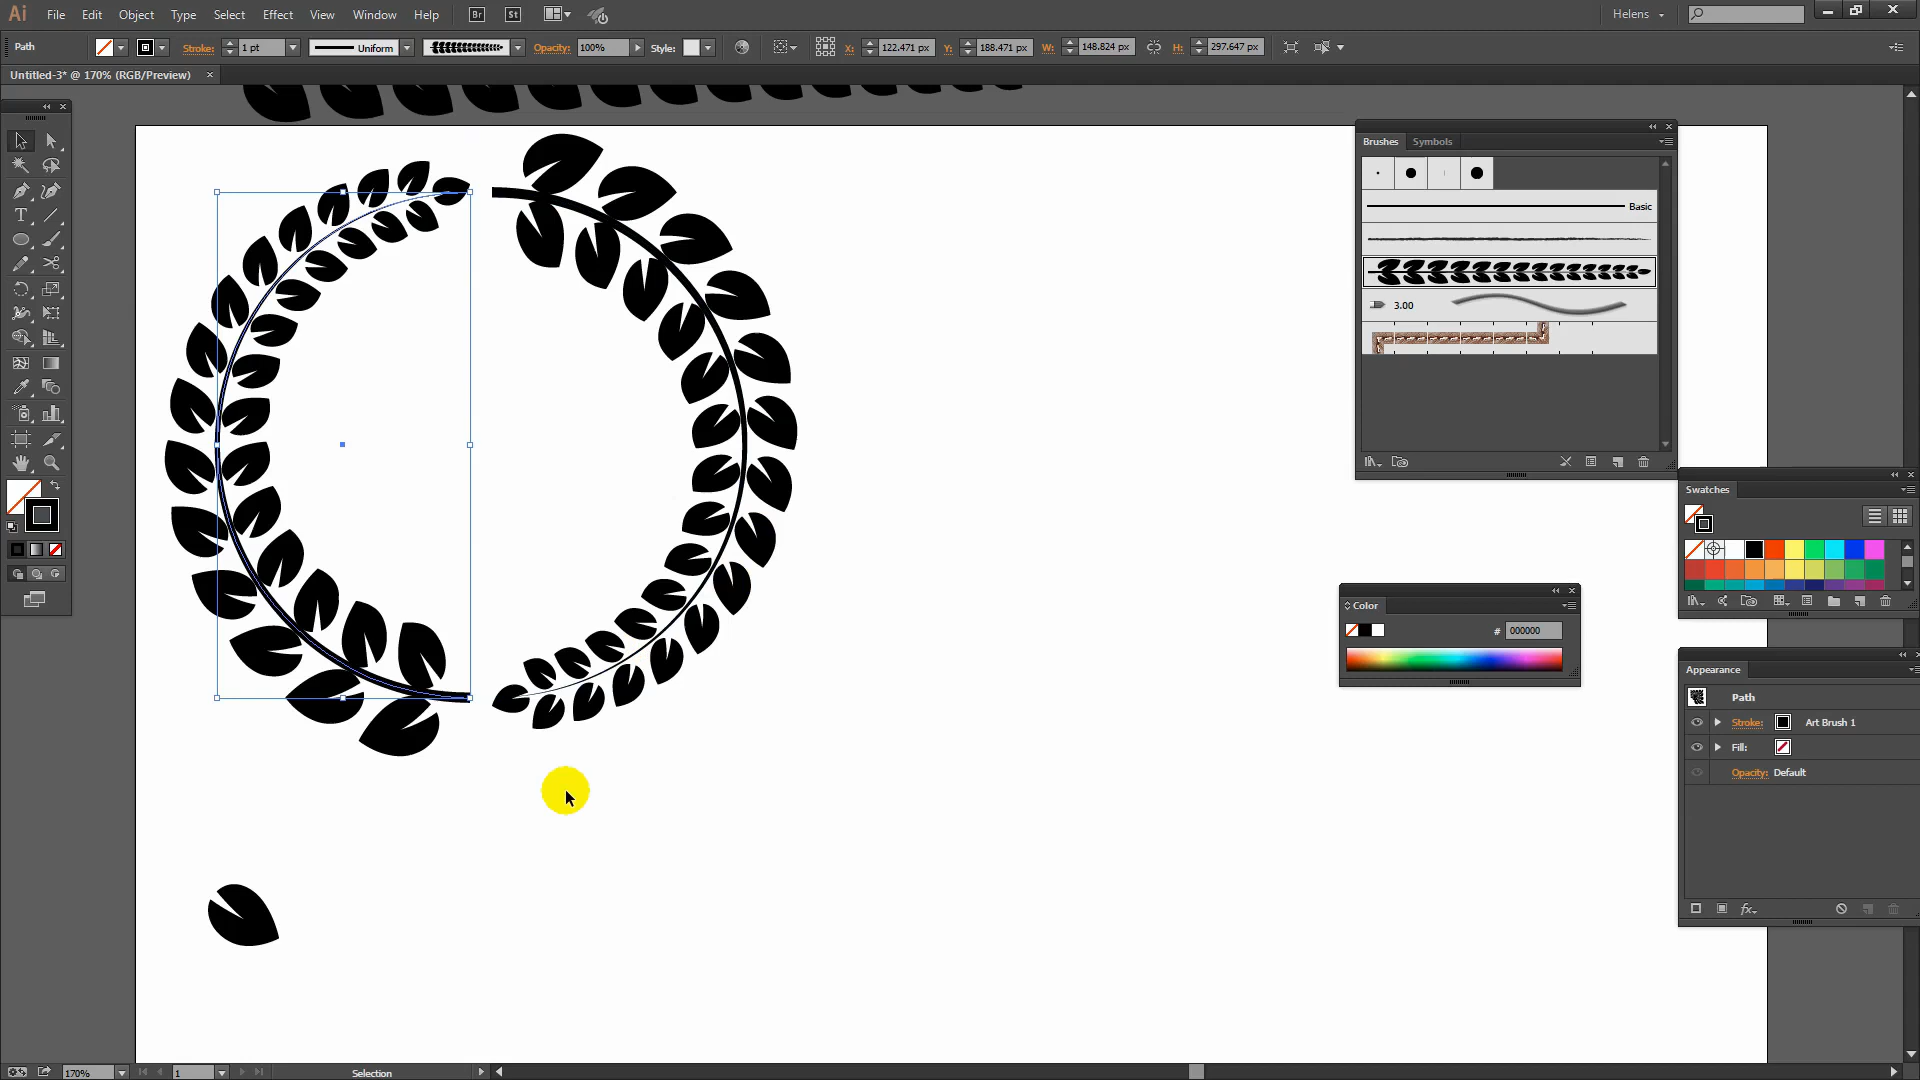 Ai File Edit Object Type Select Effect View Window Help Br St Helens
Path Stroke: 1 pt Uniform Opacity: 100% Style: X: 122.471 px Y: 188.471 px W: 148.824 px H: 297.647 px
Untitled-3* @ 170% (RGB/Preview)
Brushes Symbols
Basic
3.00
Swatches
Color
# 000000
Appearance
Path
Stroke: Art Brush 1
Fill:
Opacity: Default
fx
170% 1 Selection